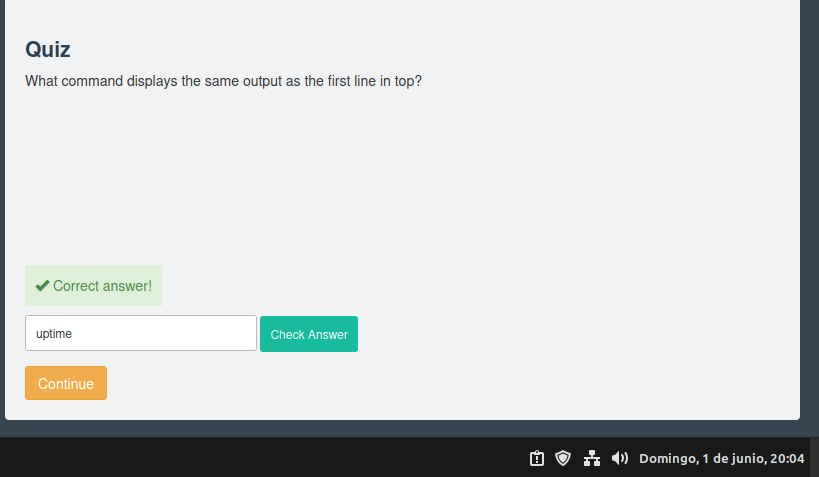 Quiz
What command displays the same output as the first line in top?
Correct answer!
uptime
Check Answer
Continue
Domingo, 1 de junio, 20:04